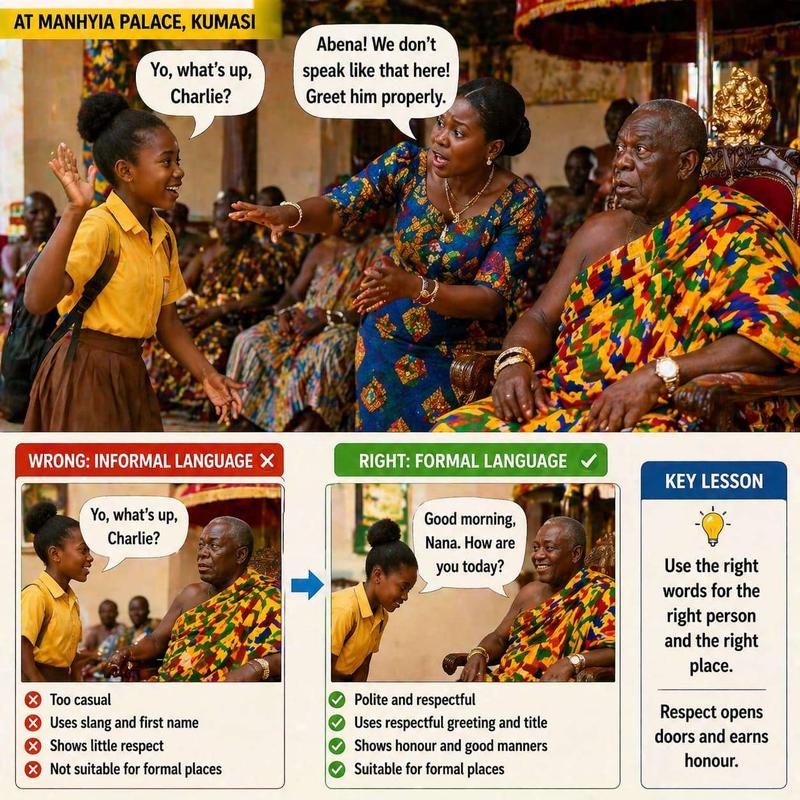 AT MANHYIA PALACE, KUMASI
Yo, what's up,
Charlie?
Abena! We don't
speak like that here!
Greet him properly.
WRONG: INFORMAL LANGUAGE
Yo, what's up,
Charlie?
Too casual
Uses slang and first name
Shows little respect
Not suitable for formal places
RIGHT: FORMAL LANGUAGE
Good morning,
Nana. How are
you today?
Polite and respectful
Uses respectful greeting and title
Shows honour and good manners
Suitable for formal places
KEY LESSON
Use the right
words for the
right person
and the right
place.
Respect opens
doors and earns
honour.